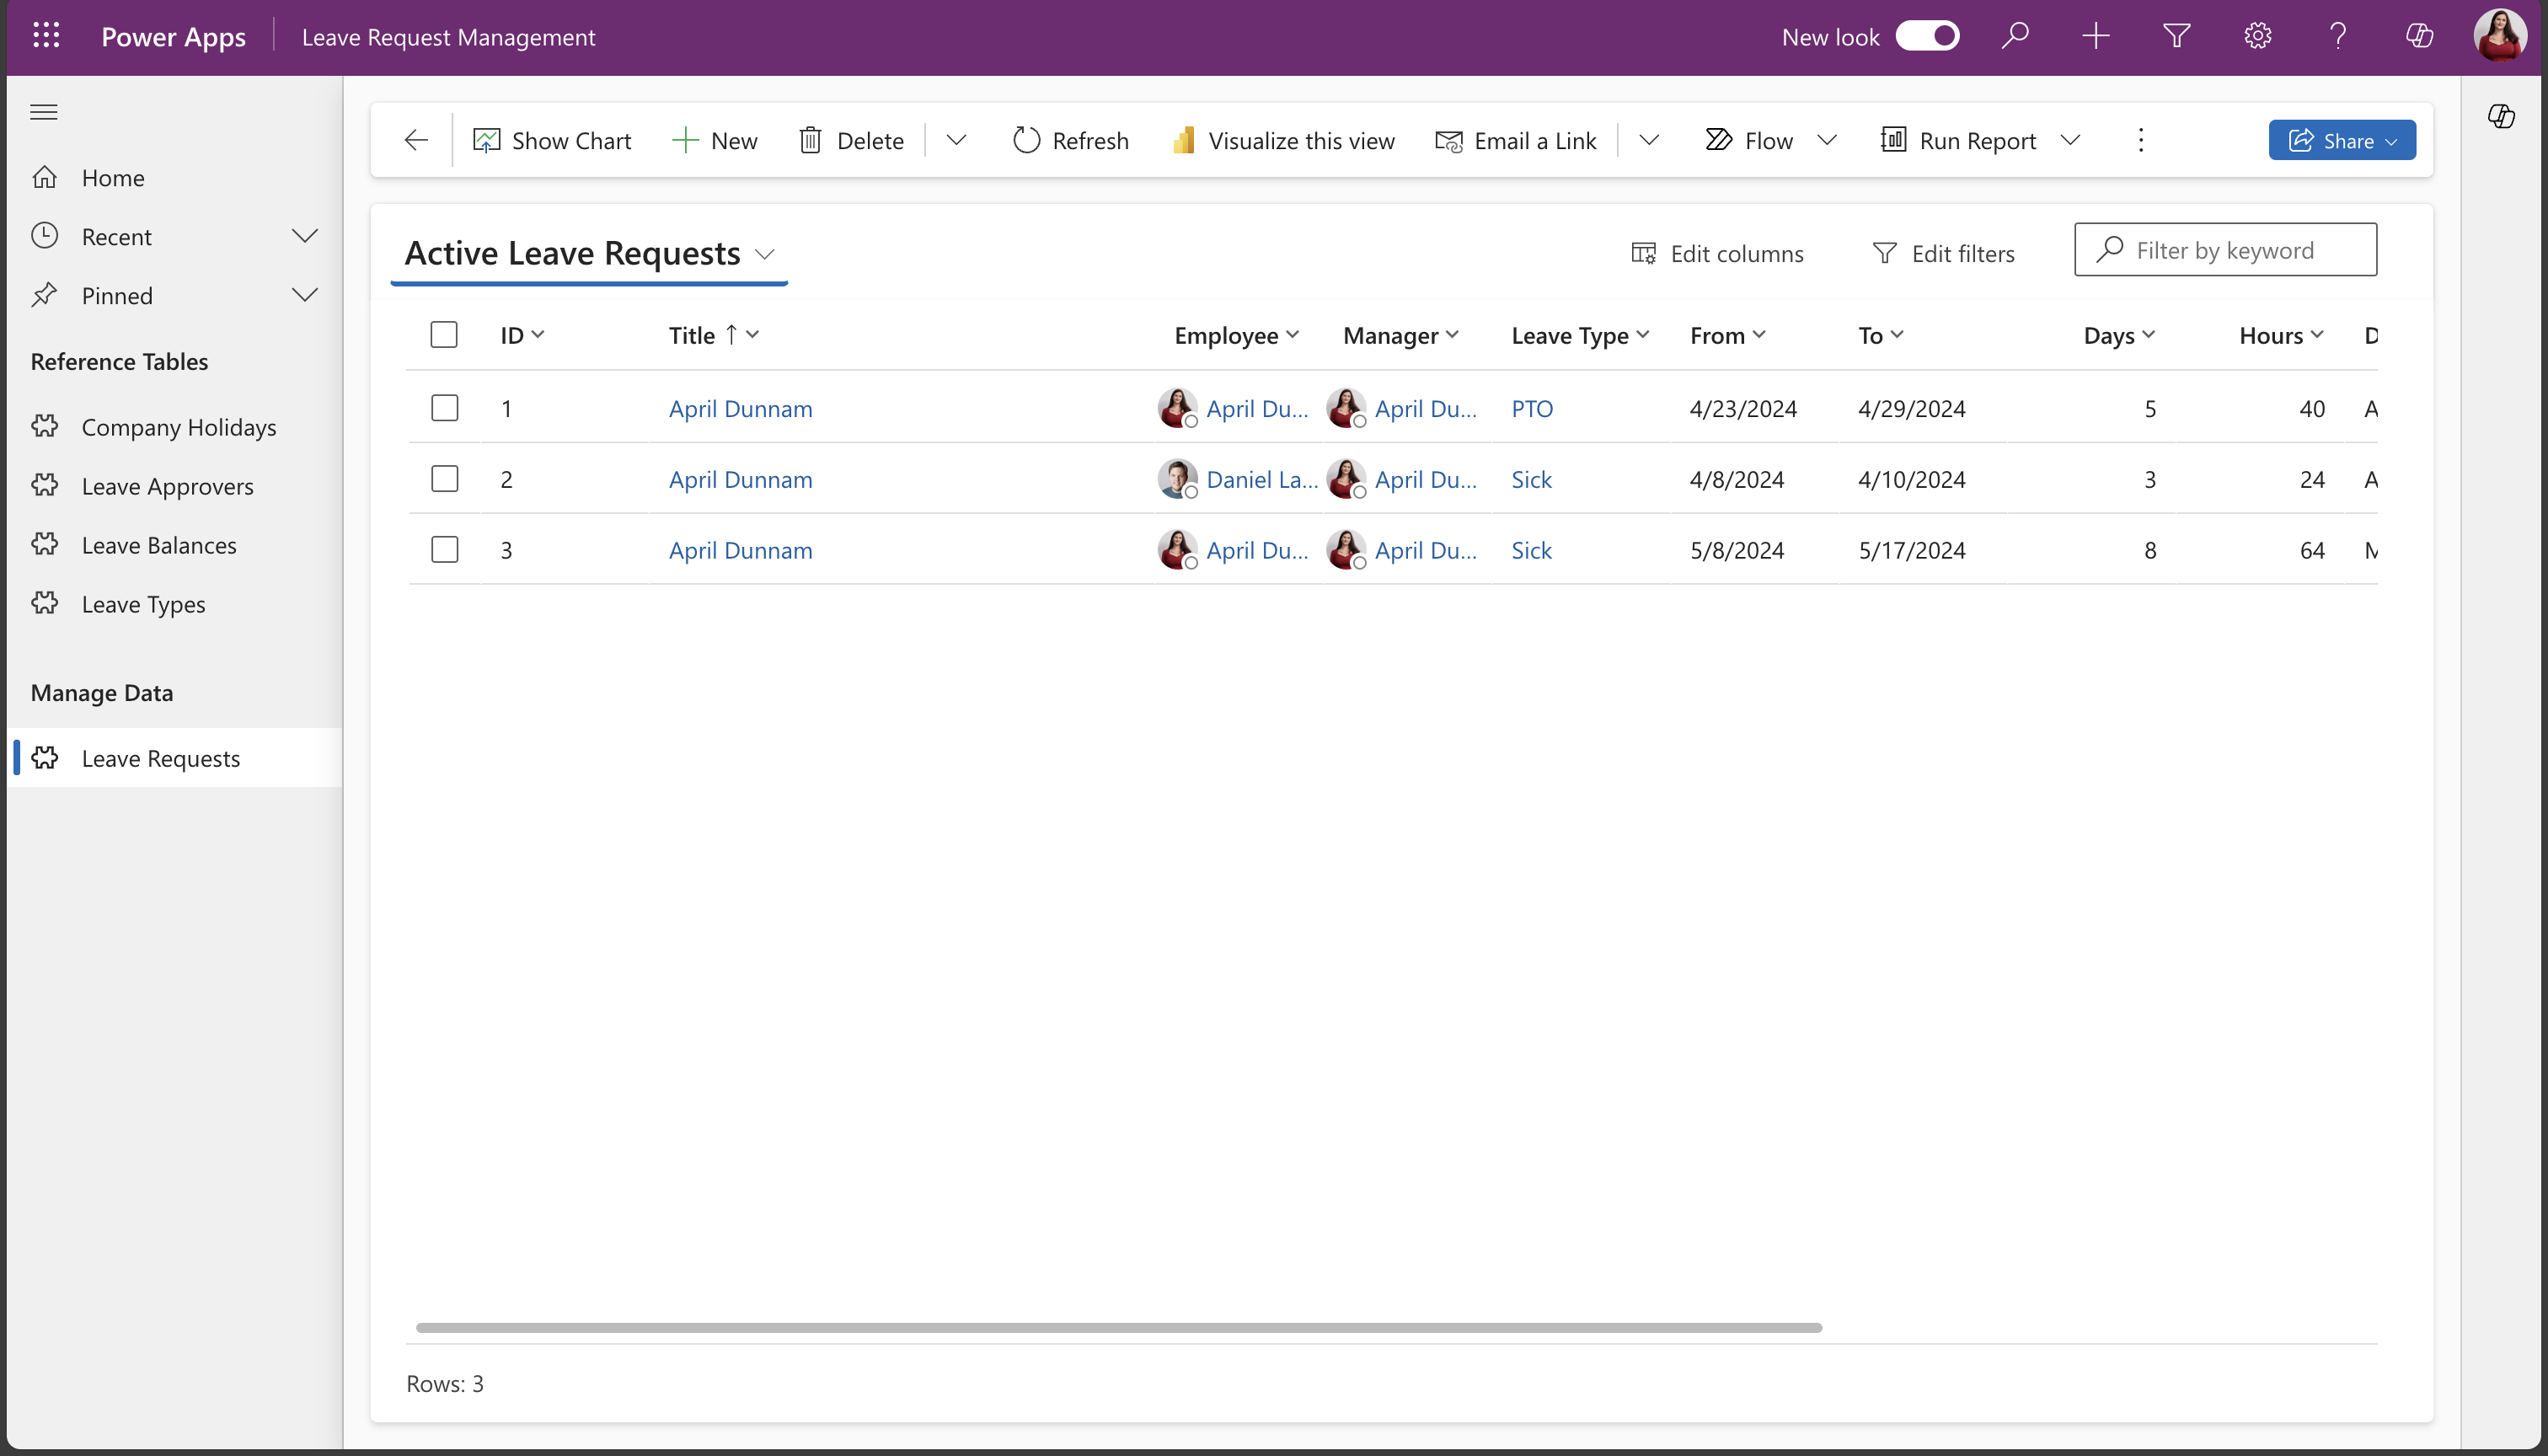 Power Apps Leave Request Management New look
Show Chart New Delete Refresh Visualize this view Email a Link Flow Run Report Share
Home
Recent
Pinned
Reference Tables
Company Holidays
Leave Approvers
Leave Balances
Leave Types
Manage Data
Leave Requests
Active Leave Requests Edit columns Edit filters Filter by keyword
ID Title Employee Manager Leave Type From To Days Hours D
1 April Dunnam April Du... April Du... PTO 4/23/2024 4/29/2024 5 40 A
2 April Dunnam Daniel La... April Du... Sick 4/8/2024 4/10/2024 3 24 A
3 April Dunnam April Du... April Du... Sick 5/8/2024 5/17/2024 8 64 M
Rows: 3